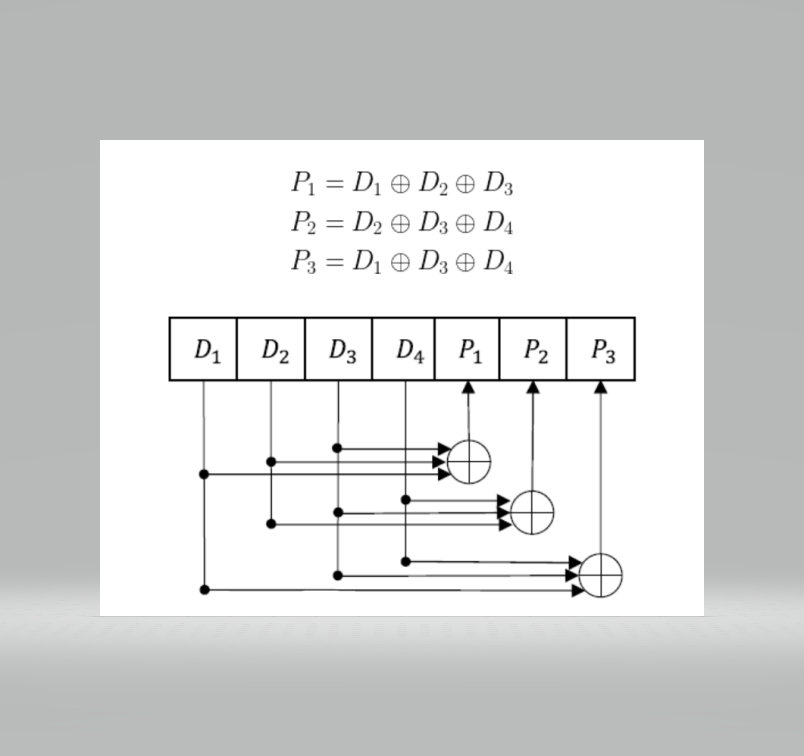 P₁ = D₁ ⊕ D₂ ⊕ D₃
P₂ = D₂ ⊕ D₃ ⊕ D₄
P₃ = D₁ ⊕ D₃ ⊕ D₄
D₁ D₂ D₃ D₄ P₁ P₂ P₃